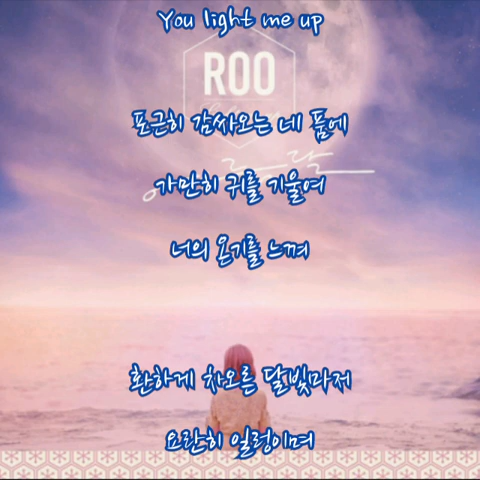 You light me up
ROO
포근히 감싸오는 네 품에
가만히 귀를 기울여
너의 온기를 느껴
환하게 차오른 달빛마저
요란히 일렁이며